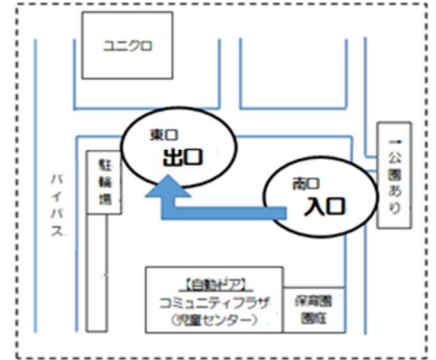 ユニクロ
東口
出口
駐輪場
バイパス
南口
入口
→公園あり
【自動ドア】
コミュニティプラザ
(児童センター)
保育園
園庭